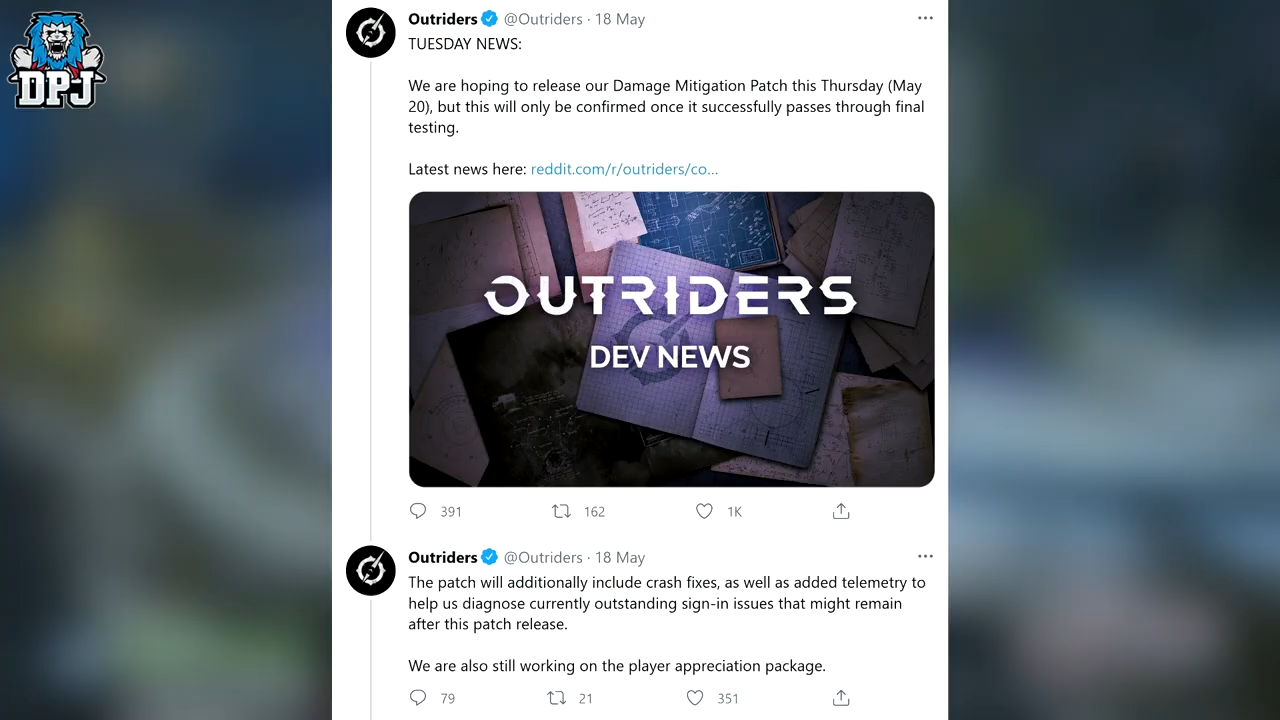 DPJ
Outriders @Outriders · 18 May
TUESDAY NEWS:
We are hoping to release our Damage Mitigation Patch this Thursday (May
20), but this will only be confirmed once it successfully passes through final
testing.
Latest news here: reddit.com/r/outriders/co...
OUTRIDERS
DEV NEWS
391 162 1K
Outriders @Outriders · 18 May
The patch will additionally include crash fixes, as well as added telemetry to
help us diagnose currently outstanding sign-in issues that might remain
after this patch release.
We are also still working on the player appreciation package.
79 21 351